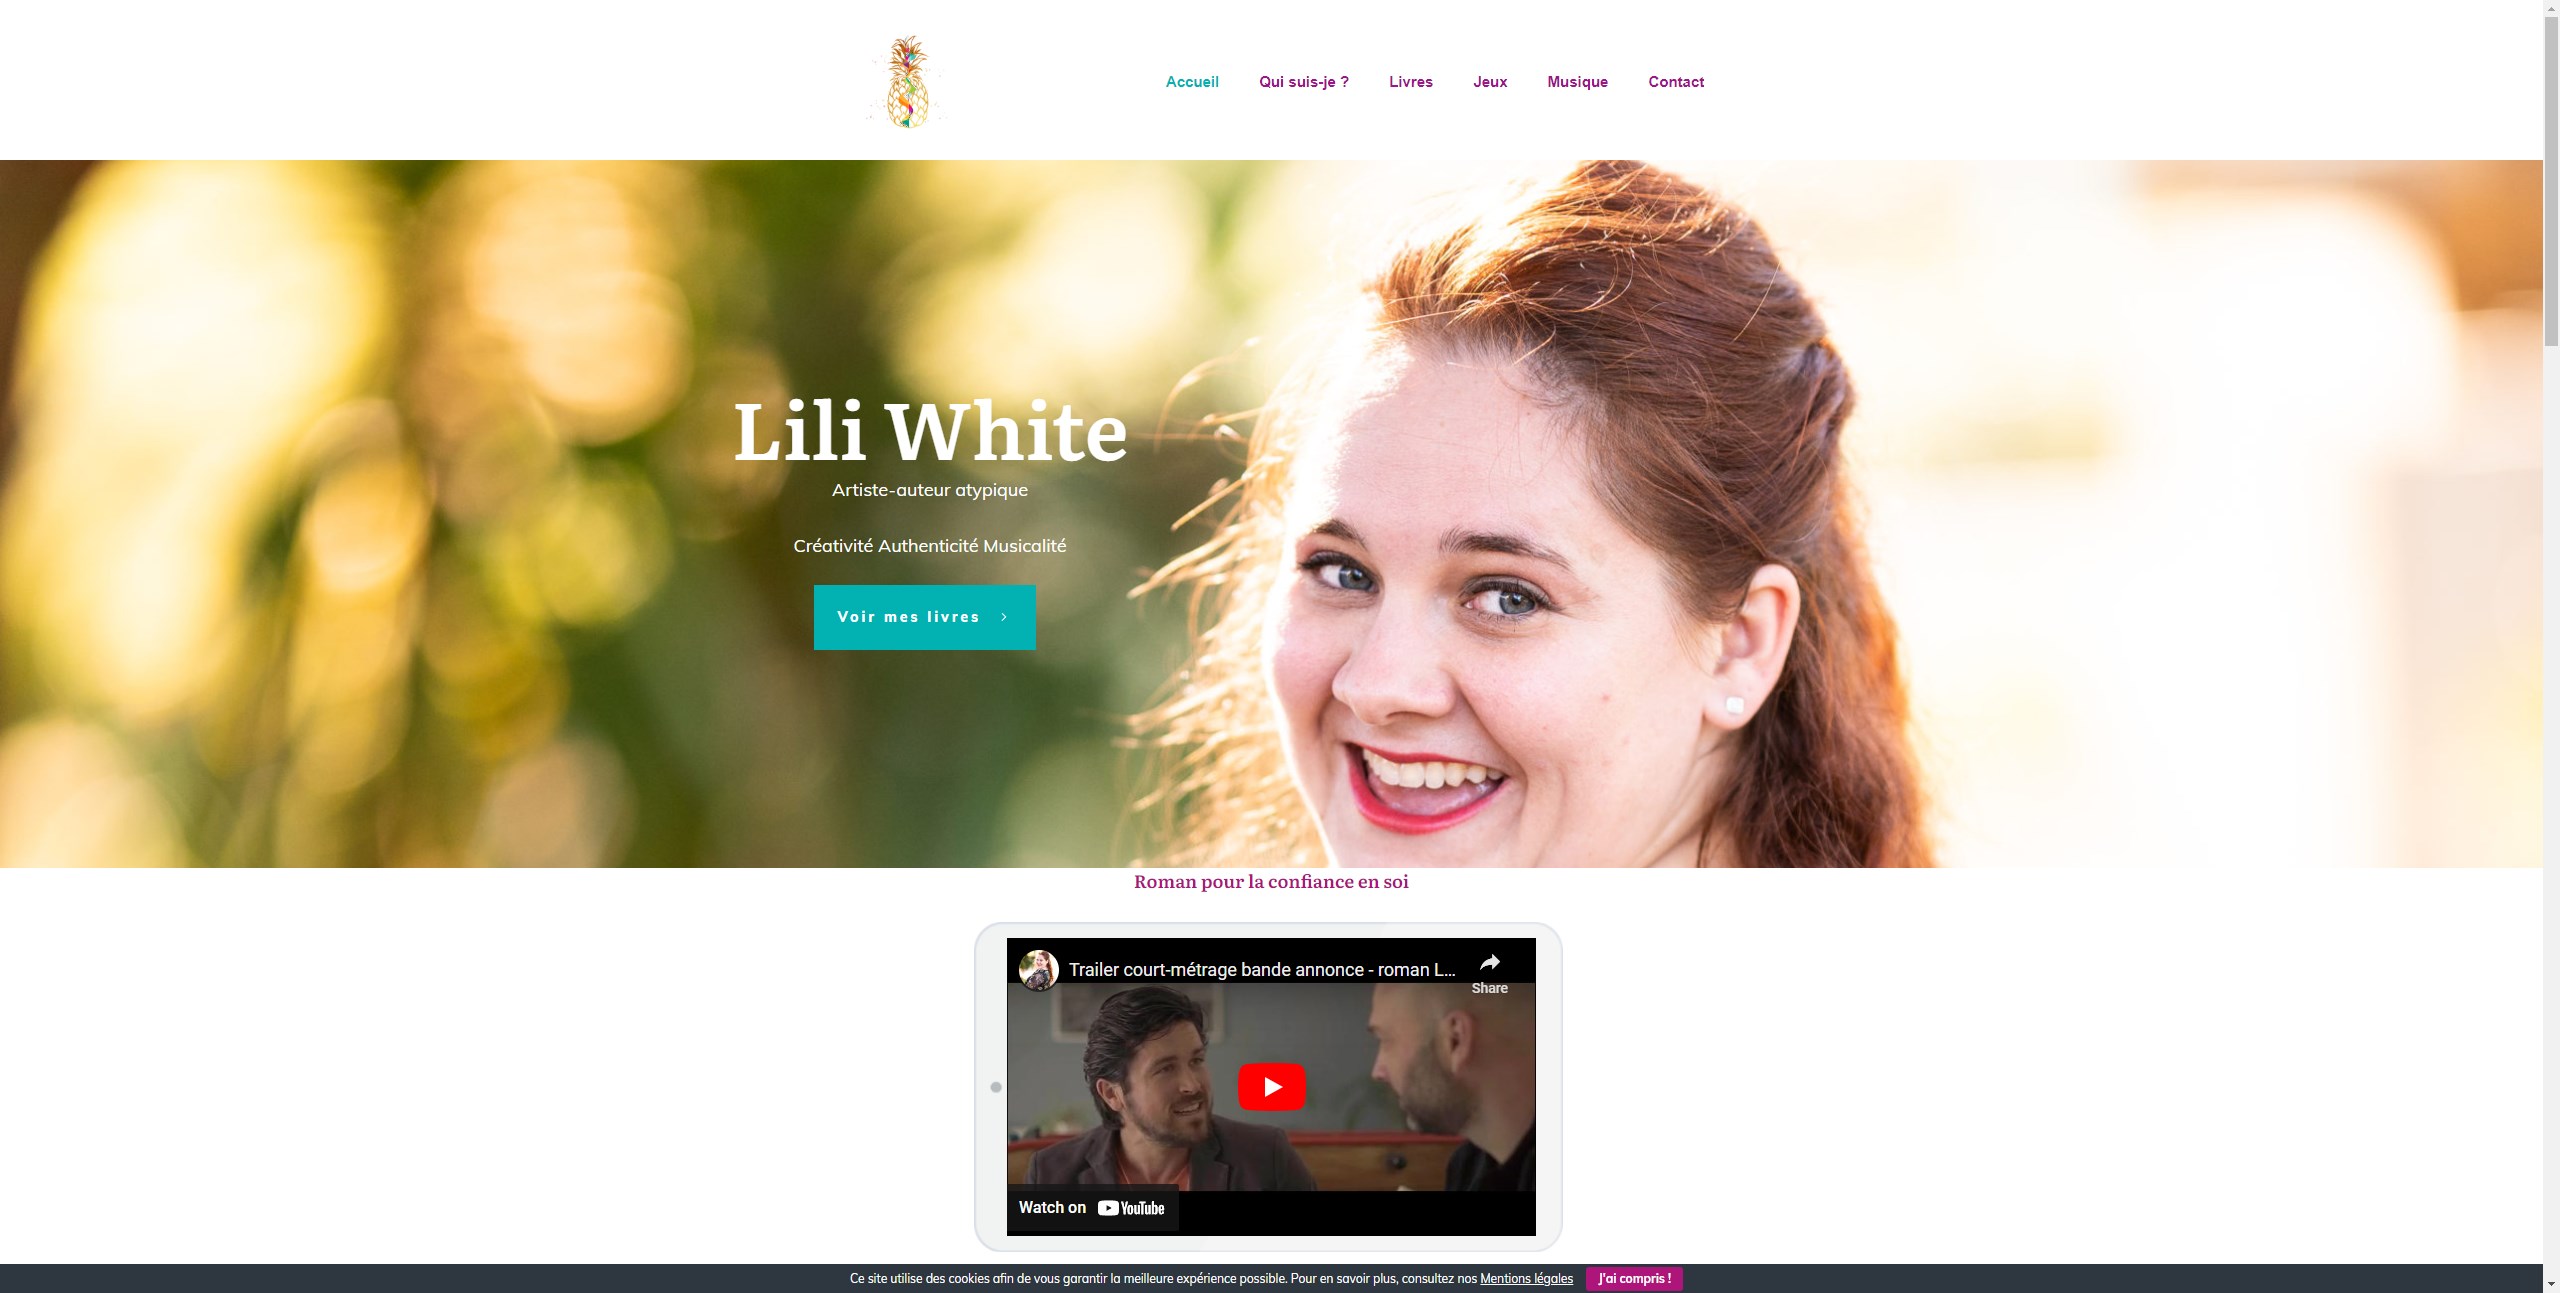 Accueil
Qui suis-je ?
Livres
Jeux
Musique
Contact
Lili White
Artiste-auteur atypique
Créativité Authenticité Musicalité
Voir mes livres
Roman pour la confiance en soi
Trailer court-métrage bande annonce - roman L...
Share
Watch on YouTube
Ce site utilise des cookies afin de vous garantir la meilleure expérience possible. Pour en savoir plus, consultez nos Mentions légales
J'ai compris !